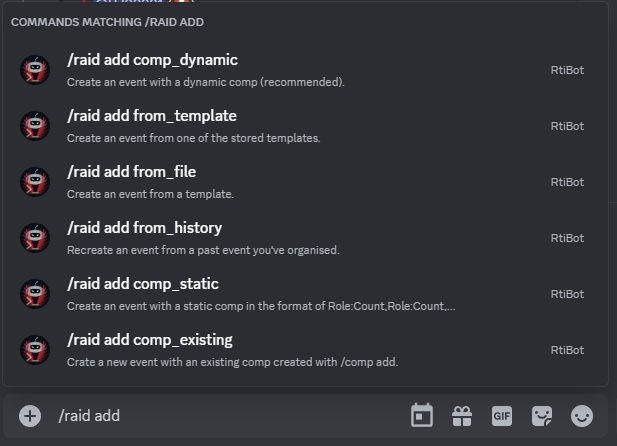 COMMANDS MATCHING /RAID ADD
/raid add comp_dynamic
Create an event with a dynamic comp (recommended).
RtiBot
/raid add from_template
Create an event from one of the stored templates.
RtiBot
/raid add from_file
Create an event from a template.
RtiBot
/raid add from_history
Recreate an event from a past event you've organised.
RtiBot
/raid add comp_static
Create an event with a static comp in the format of Role:Count,Role:Count,...
RtiBot
/raid add comp_existing
Crate a new event with an existing comp created with /comp add.
RtiBot
/raid add
GIF